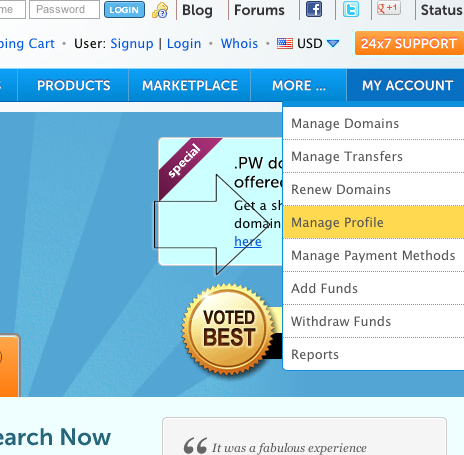 me Password LOGIN Blog Forums g +1 Status
ping Cart • User: Signup | Login • Whois • USD 24x7 SUPPORT
S PRODUCTS MARKETPLACE MORE ... MY ACCOUNT
Manage Domains
Manage Transfers
Renew Domains
Manage Profile
Manage Payment Methods
Add Funds
Withdraw Funds
Reports
special
.PW do
offere
Get a sh
domain
here
VOTED
BEST
earch Now
It was a fabulous experience